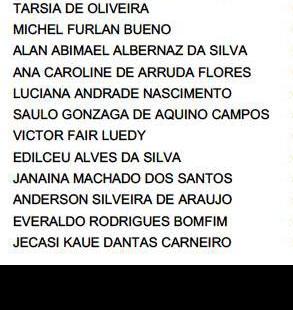 TARSIA DE OLIVEIRA
MICHEL FURLAN BUENO
ALAN ABIMAEL ALBERNAZ DA SILVA
ANA CAROLINE DE ARRUDA FLORES
LUCIANA ANDRADE NASCIMENTO
SAULO GONZAGA DE AQUINO CAMPOS
VICTOR FAIR LUEDY
EDILCEU ALVES DA SILVA
JANAINA MACHADO DOS SANTOS
ANDERSON SILVEIRA DE ARAUJO
EVERALDO RODRIGUES BOMFIM
JECASI KAUE DANTAS CARNEIRO